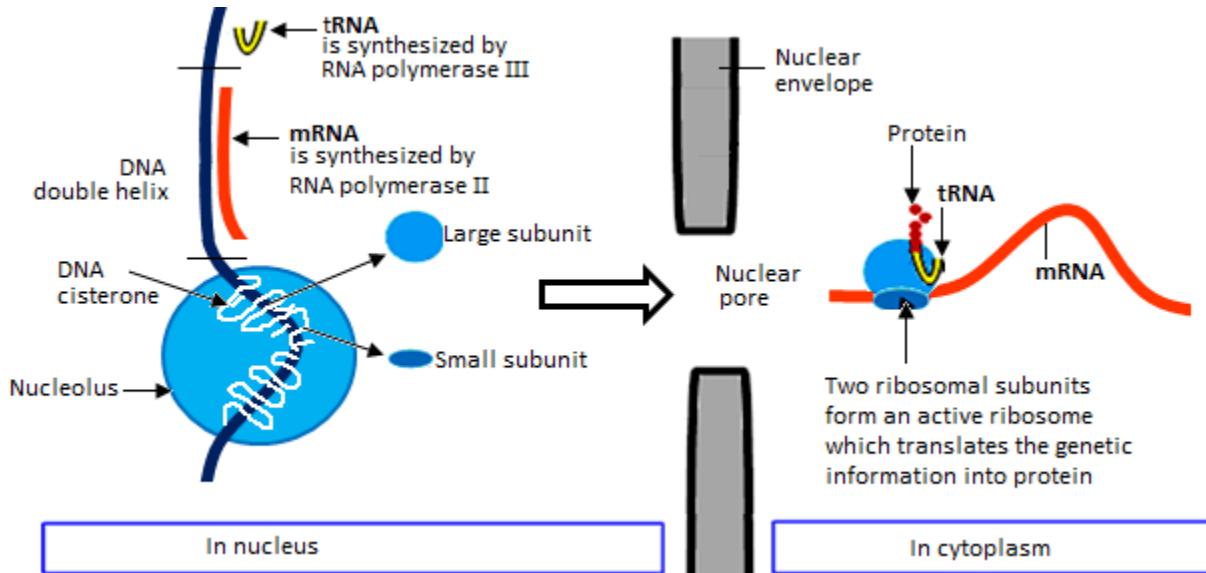 tRNA
is synthesized by
RNA polymerase III
mRNA
is synthesized by
RNA polymerase II
DNA
double helix
Large subunit
DNA
cisterone
Small subunit
Nucleolus
In nucleus
Nuclear
envelope
Nuclear
pore
Protein
tRNA
mRNA
Two ribosomal subunits
form an active ribosome
which translates the genetic
information into protein
In cytoplasm